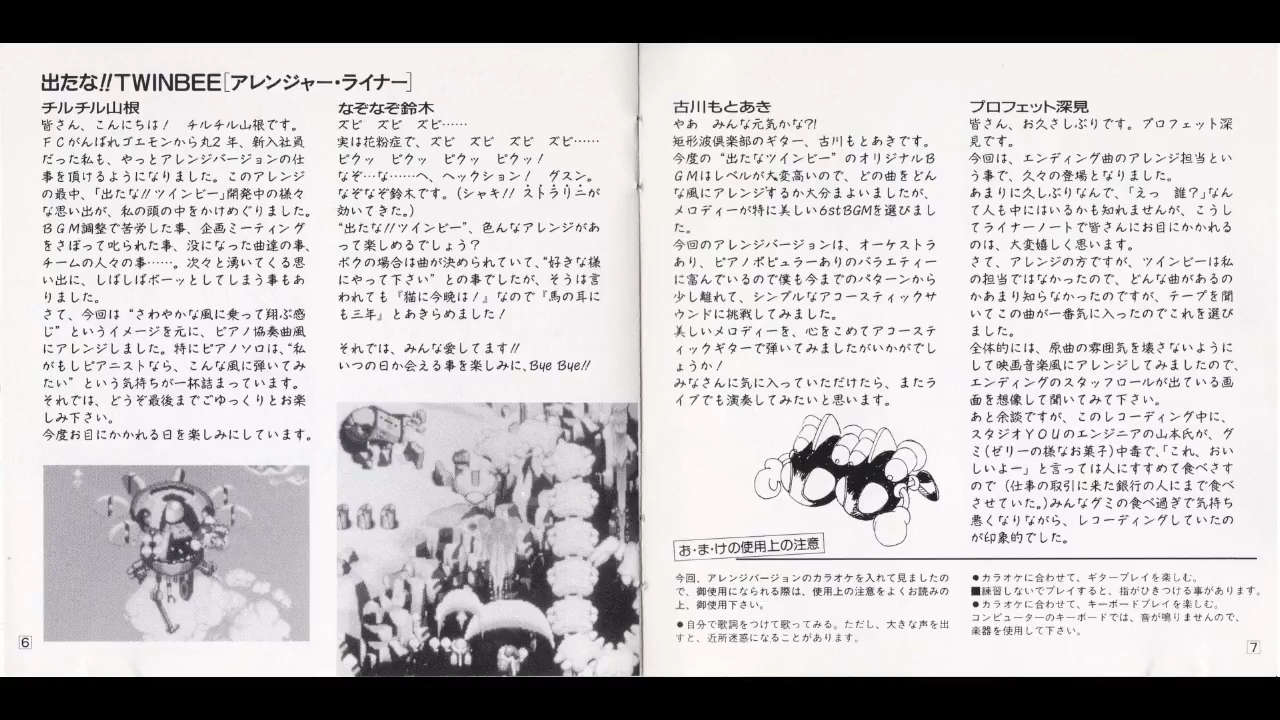 出たな!!TWINBEE[アレンジャー・ライナー]
チルチル山根
皆さん、こんにちは！　チルチル山根です。
ＦＣがんばれゴエモンから丸2年、新入社員
だった私も、やっとアレンジバージョンの仕
事を頂けるようになりました。このアレンジ
の最中、「出たな!!ツインビー」開発中の様々
な思い出が、私の頭の中をかけめぐりました。
ＢＧＭ調整で苦労した事、企画ミーティング
をさぼって叱られた事、没になった曲達の事、
チームの人々の事……。次々と湧いてくる思
い出に、しばしばボーッとしてしまう事もあ
りました。
さて、今回は“さわやかな風に乗って翔ぶ感
じ”というイメージを元に、ピアノ協奏曲風
にアレンジしました。特にピアノソロは、“私
がもしピアニストなら、こんな風に弾いてみ
たい”という気持ちが一杯詰まっています。
それでは、どうぞ最後までごゆっくりとお楽
しみ下さい。
今度お目にかかれる日を楽しみにしています。
なぞなぞ鈴木
ズビ　ズビ　ズビ……
実は花粉症で、ズビ　ズビ　ズビ　ズビ……
ピクッ　ピクッ　ピクッ　ピクッ！
なぞ…な……へ、ヘックション！　グスン。
なぞなぞ鈴木です。(シャキ!! ストラリニが
効いてきた。)
“出たな!!ツインビー”、色んなアレンジがあ
って楽しめるでしょう？
ボクの場合は曲が決められていて、“好きな様
にやって下さい”との事でしたが、そうは言
われても『猫に今晩は！』なので『馬の耳に
も三年』とあきらめました！
それでは、みんな愛してます!!
いつの日か会える事を楽しみに、Bye Bye!!
6
古川もとあき
やあ　みんな元気かな?!
矩形波倶楽部のギター、古川もとあきです。
今度の“出たなツインビー”のオリジナルＢ
ＧＭはレベルが大変高いので、どの曲をどん
な風にアレンジするか大分まよいましたが、
メロディーが特に美しい6stBGMを選びまし
た。
今回のアレンジバージョンは、オーケストラ
あり、ピアノポピュラーありのバラエティー
に富んでいるので僕も今までのパターンから
少し離れて、シンプルなアコースティックサ
ウンドに挑戦してみました。
美しいメロディーを、心をこめてアコーステ
ィックギターで弾いてみましたがいかがでし
ょうか！
みなさんに気に入っていただけたら、またラ
イブでも演奏してみたいと思います。
プロフェット深見
皆さん、お久さしぶりです。プロフェット深
見です。
今回は、エンディング曲のアレンジ担当とい
う事で、久々の登場となりました。
あまりに久しぶりなんで、「えっ　誰？」なん
て人も中にはいるかも知れませんが、こうし
てライナーノートで皆さんにお目にかかれる
のは、大変嬉しく思います。
さて、アレンジの方ですが、ツインビーは私
の担当ではなかったので、どんな曲があるの
かあまり知らなかったのですが、テープを聞
いてこの曲が一番気に入ったのでこれを選び
ました。
全体的には、原曲の雰囲気を壊さないように
して映画音楽風にアレンジしてみましたので、
エンディングのスタッフロールが出ている画
面を想像して聞いてみて下さい。
あと余談ですが、このレコーディング中に、
スタジオＹＯＵのエンジニアの山本氏が、グ
ミ(ゼリーの様なお菓子)中毒で、「これ、おい
しいよー」と言っては人にすすめて食べさす
ので（仕事の取引に来た銀行の人にまで食べ
させていた。)みんなグミの食べ過ぎで気持ち
悪くなりながら、レコーディングしていたの
が印象的でした。
お・ま・けの使用上の注意
今回、アレンジバージョンのカラオケを入れて見ましたの
で、御使用になられる際は、使用上の注意をよくお読みの
上、御使用下さい。
●自分で歌詞をつけて歌ってみる。ただし、大きな声を出
すと、近所迷惑になることがあります。
●カラオケに合わせて、ギタープレイを楽しむ。
■練習しないでプレイすると、指がひきつける事があります。
●カラオケに合わせて、キーボードプレイを楽しむ。
コンピューターのキーボードでは、音が鳴りませんので、
楽器を使用して下さい。
7